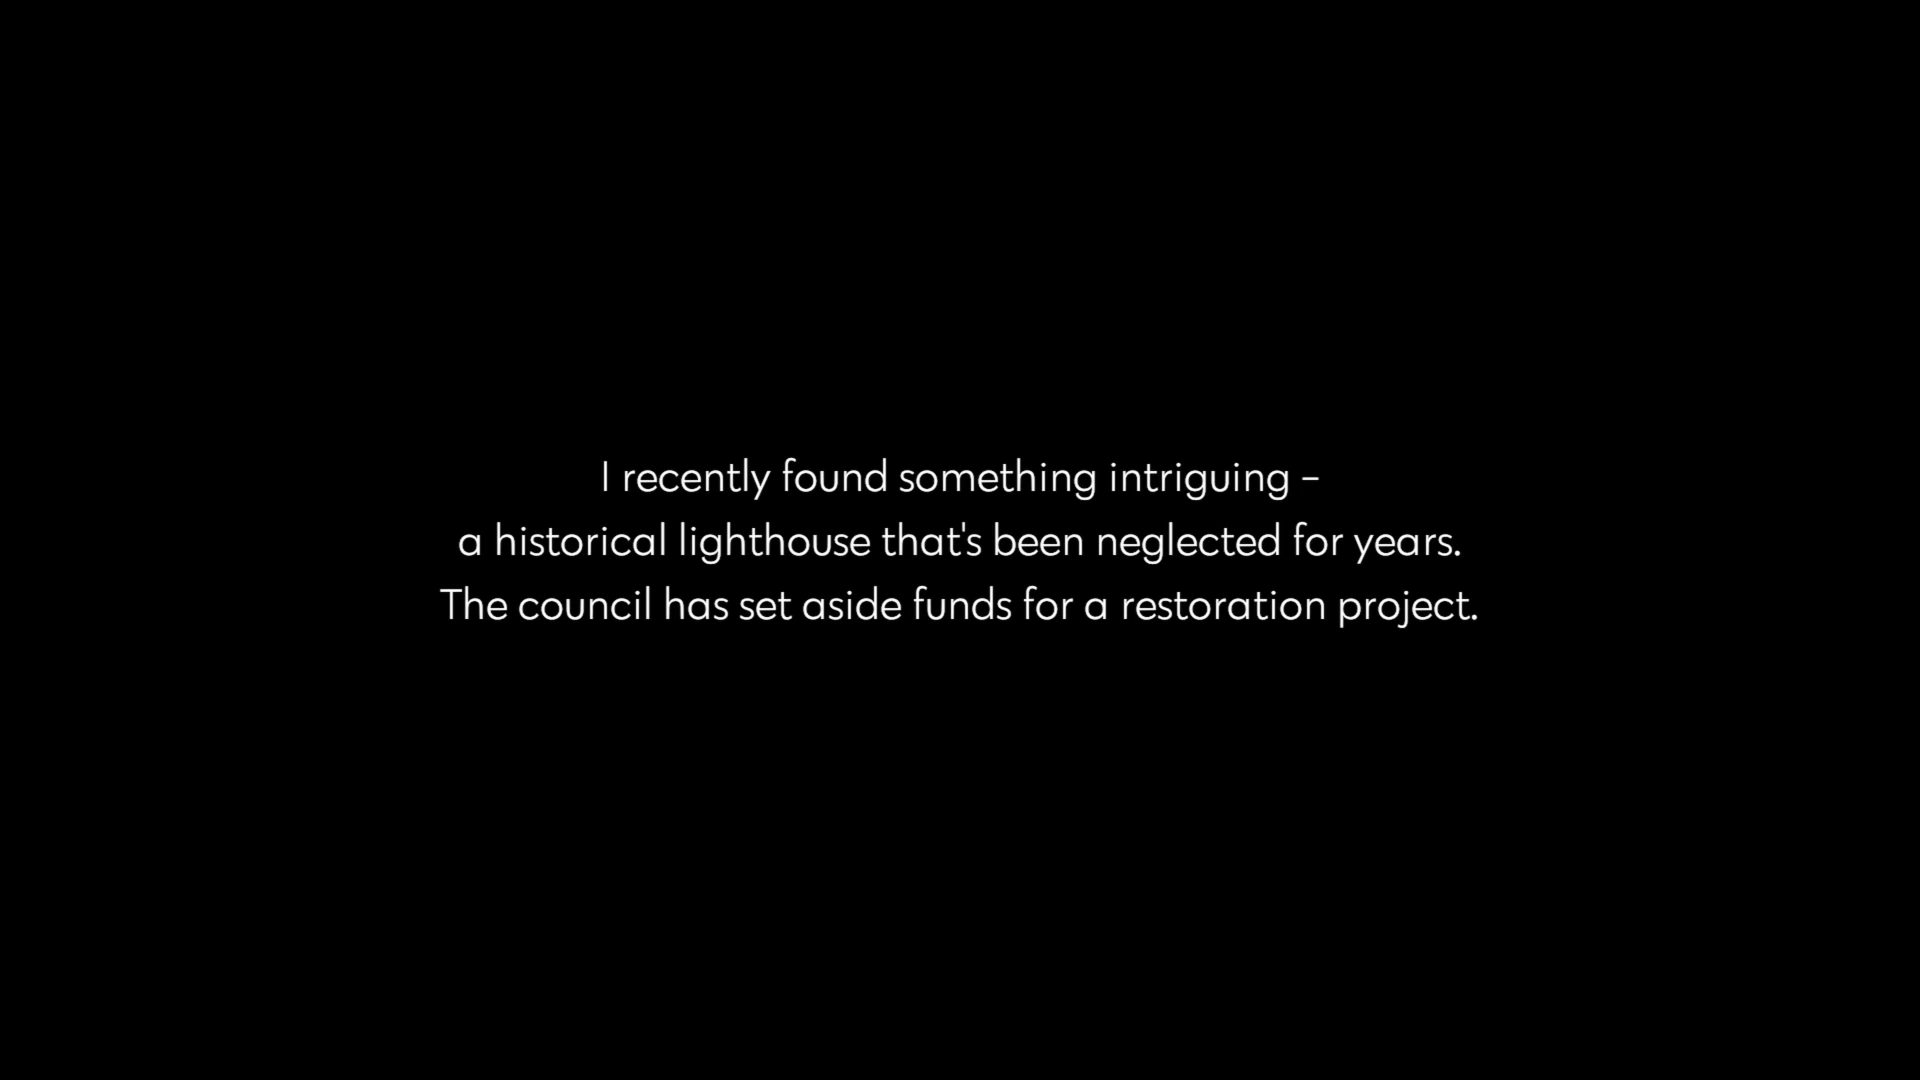 I recently found something intriguing –
a historical lighthouse that's been neglected for years.
The council has set aside funds for a restoration project.